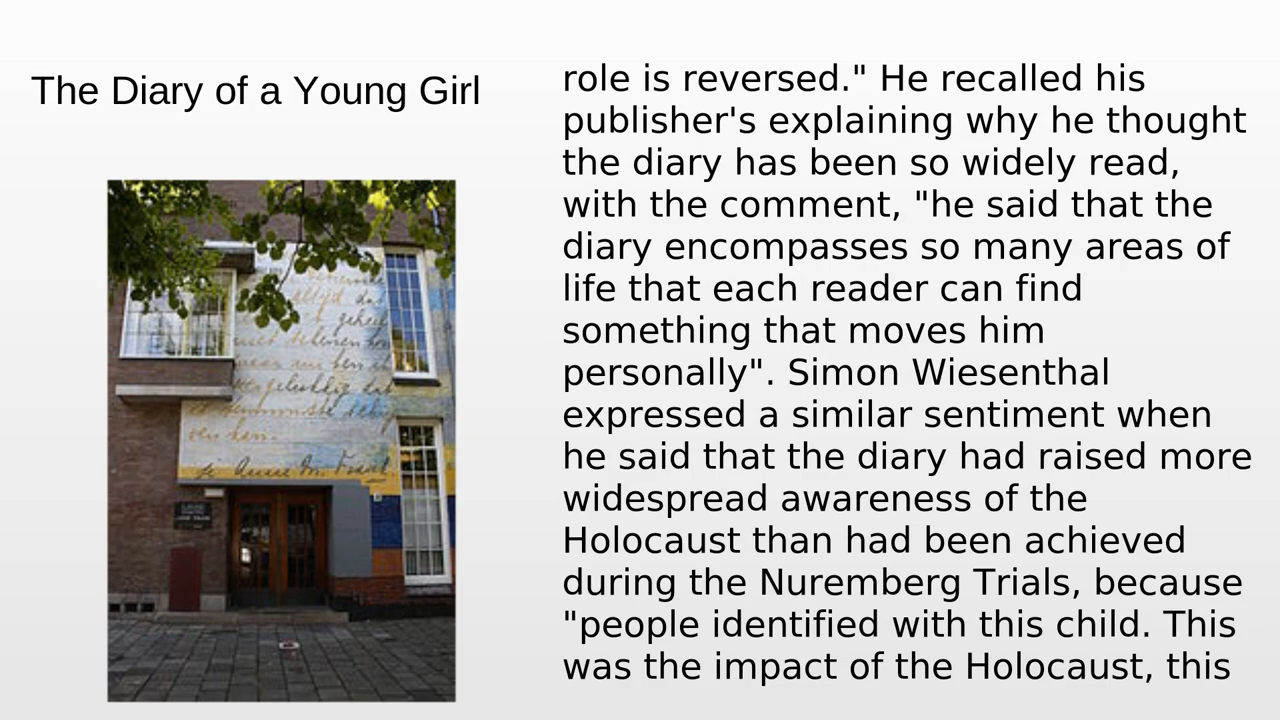 The Diary of a Young Girl
role is reversed." He recalled his
publisher's explaining why he thought
the diary has been so widely read,
with the comment, "he said that the
diary encompasses so many areas of
life that each reader can find
something that moves him
personally". Simon Wiesenthal
expressed a similar sentiment when
he said that the diary had raised more
widespread awareness of the
Holocaust than had been achieved
during the Nuremberg Trials, because
"people identified with this child. This
was the impact of the Holocaust, this